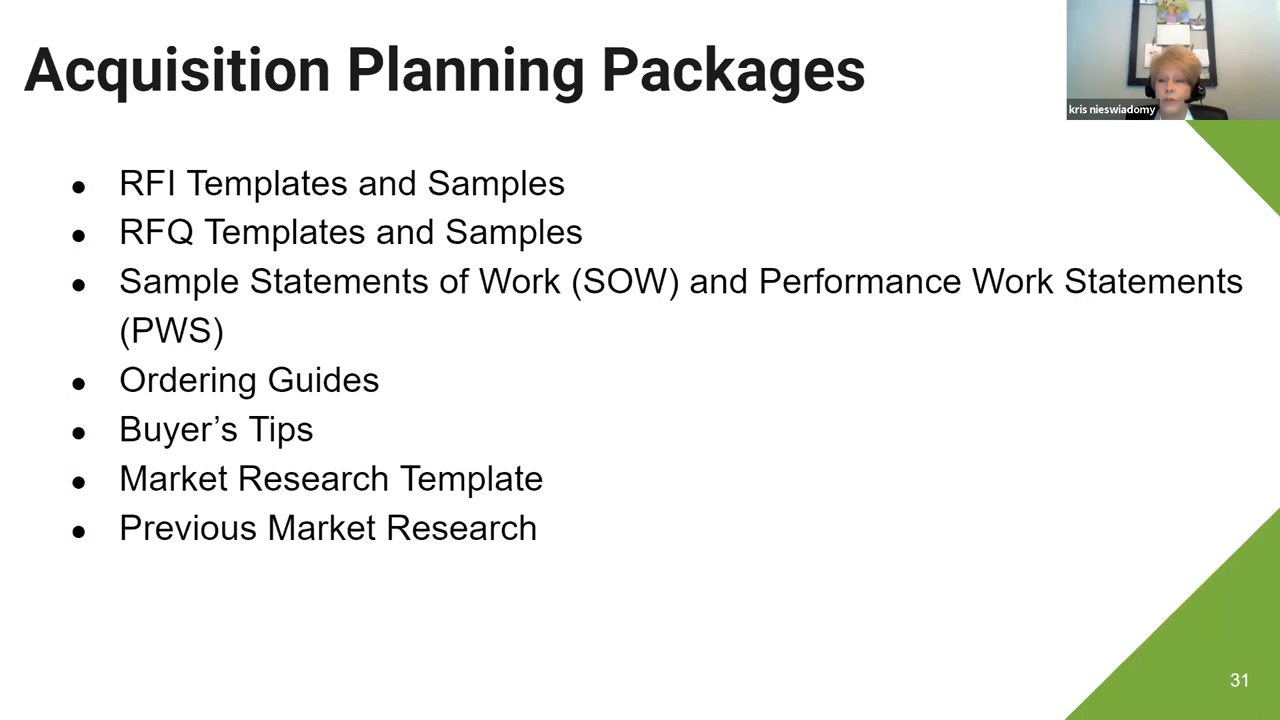 Acquisition Planning Packages
kris nieswiadomy
● RFI Templates and Samples
● RFQ Templates and Samples
● Sample Statements of Work (SOW) and Performance Work Statements
(PWS)
● Ordering Guides
● Buyer’s Tips
● Market Research Template
● Previous Market Research
31